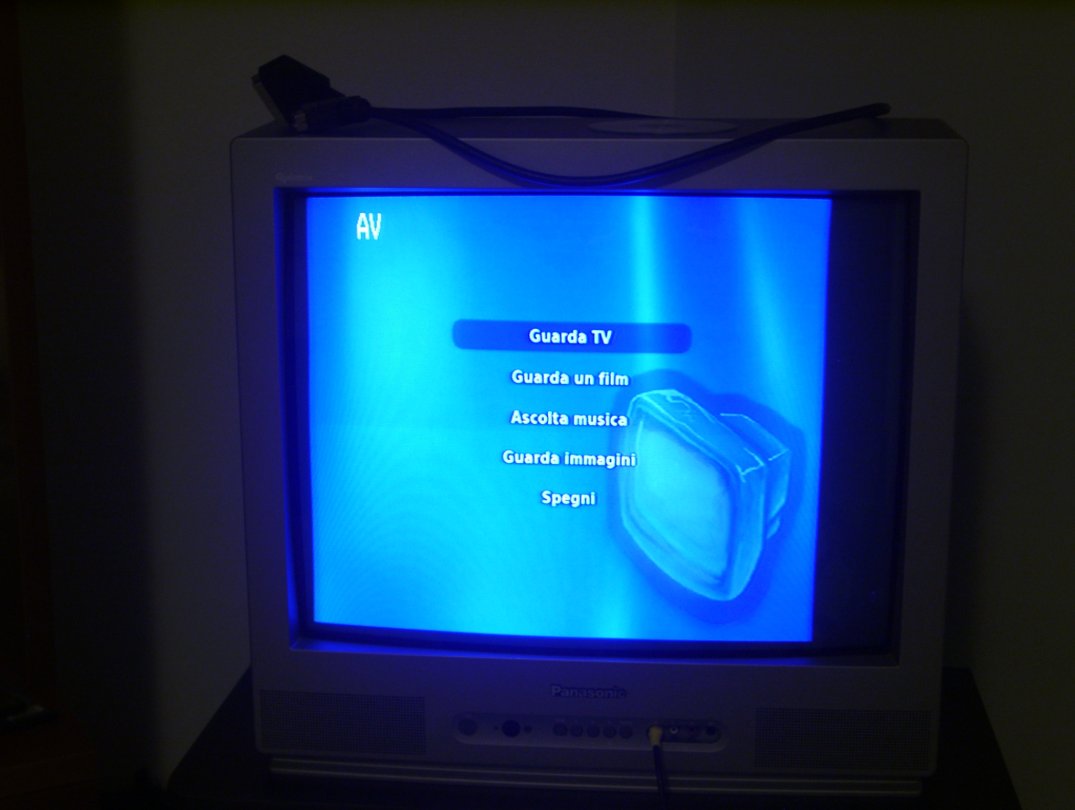 AV
Guarda TV
Guarda un film
Ascolta musica
Guarda immagini
Spegni
Panasonic